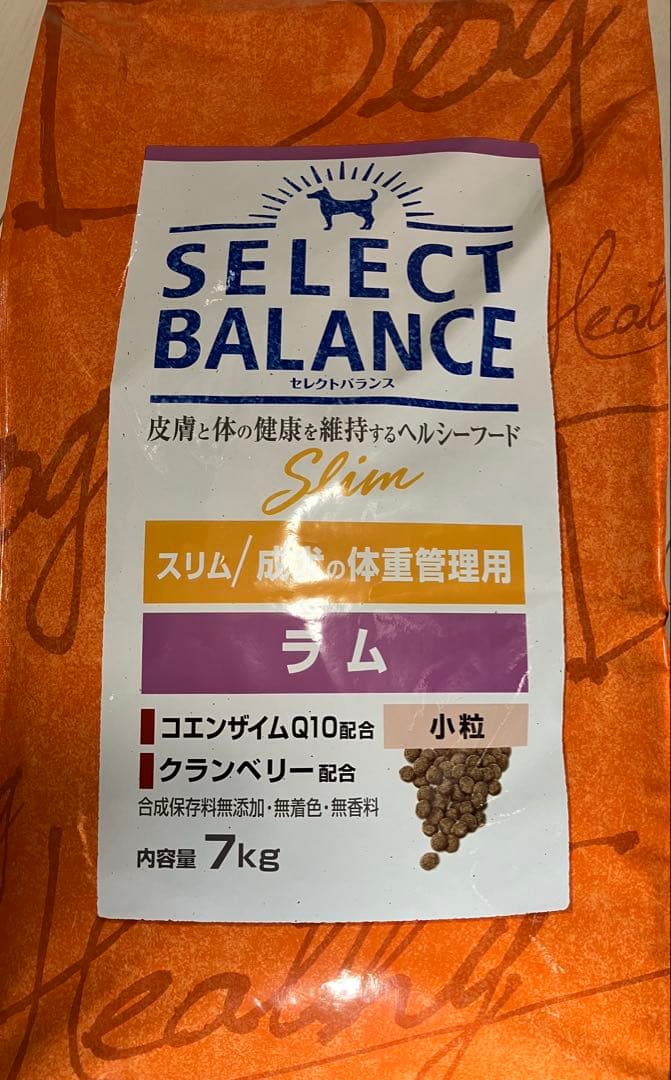 Dog
SELECT
BALANCE
セレクトバランス
皮膚と体の健康を維持するヘルシーフード
Slim
スリム/成犬の体重管理用
ラム
コエンザイムQ10配合
小粒
クランベリー配合
合成保存料無添加・無着色・無香料
内容量 7kg
Healthy